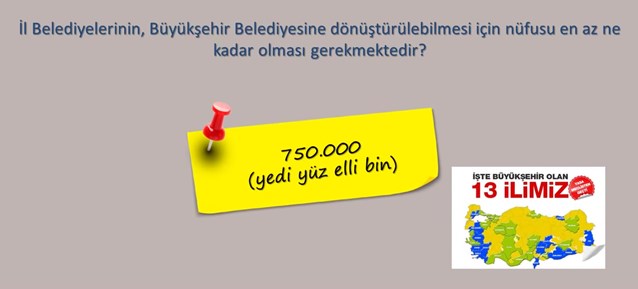 İl Belediyelerinin, Büyükşehir Belediyesine dönüştürülebilmesi için nüfusu en az ne
kadar olması gerekmektedir?
750.000
(yedi yüz elli bin)
İŞTE BÜYÜKŞEHİR OLAN
13 İLİMİZ